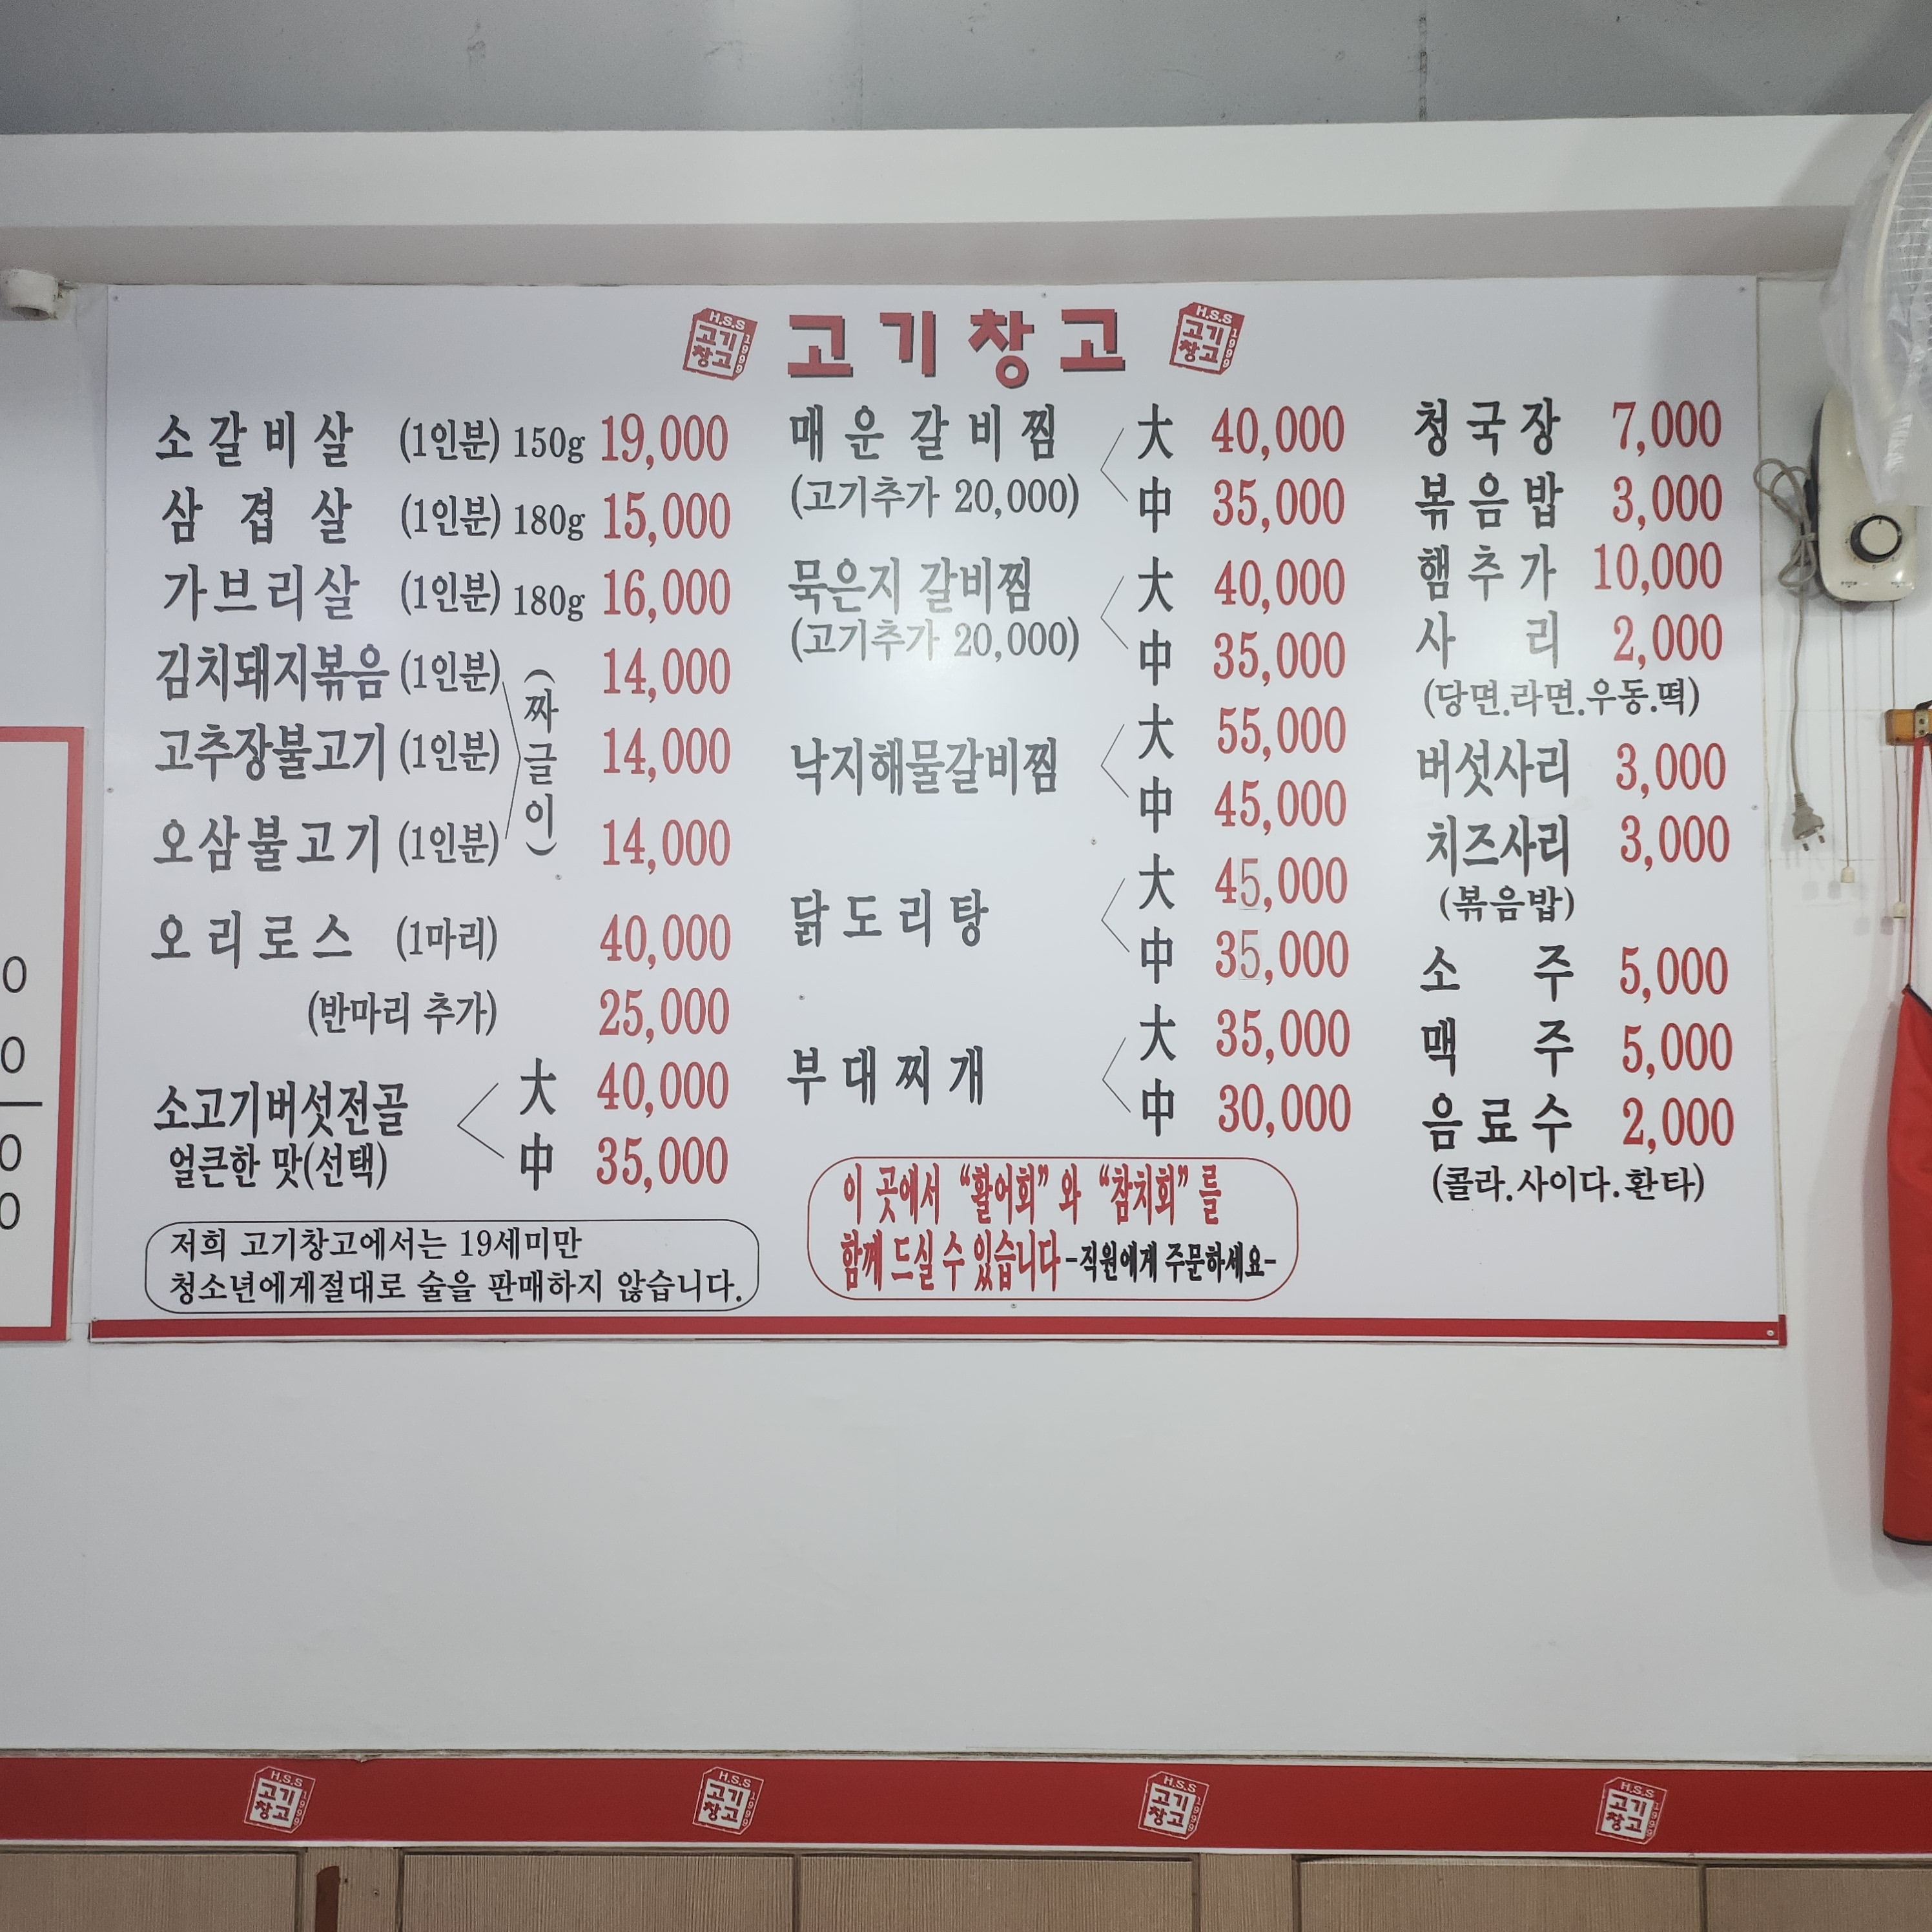 H.S.S 고기창고 1999
고기창고
H.S.S 고기창고 1999
소갈비살 (1인분) 150g 19,000
삼겹살 (1인분) 180g 15,000
가브리살 (1인분) 180g 16,000
김치돼지볶음 (1인분) 14,000
고추장불고기 (1인분) 14,000
오삼불고기 (1인분) 14,000
(짜글이)
오리로스 (1마리) 40,000
(반마리 추가) 25,000
소고기버섯전골 大 40,000
얼큰한 맛(선택) 中 35,000
저희 고기창고에서는 19세미만
청소년에게절대로 술을 판매하지 않습니다.
매운갈비찜 大 40,000
(고기추가 20,000) 中 35,000
묵은지 갈비찜 大 40,000
(고기추가 20,000) 中 35,000
낙지해물갈비찜 大 55,000
中 45,000
닭도리탕 大 45,000
中 35,000
부대찌개 大 35,000
中 30,000
이 곳에서 “활어회” 와 “참치회” 를
함께 드실 수 있습니다 -직원에게 주문하세요-
청국장 7,000
볶음밥 3,000
햄추가 10,000
사리 2,000
(당면.라면.우동.떡)
버섯사리 3,000
치즈사리 3,000
(볶음밥)
소주 5,000
맥주 5,000
음료수 2,000
(콜라.사이다.환타)
0
0
0
0
H.S.S 고기창고 1999
H.S.S 고기창고 1999
H.S.S 고기창고 1999
H.S.S 고기창고 1999